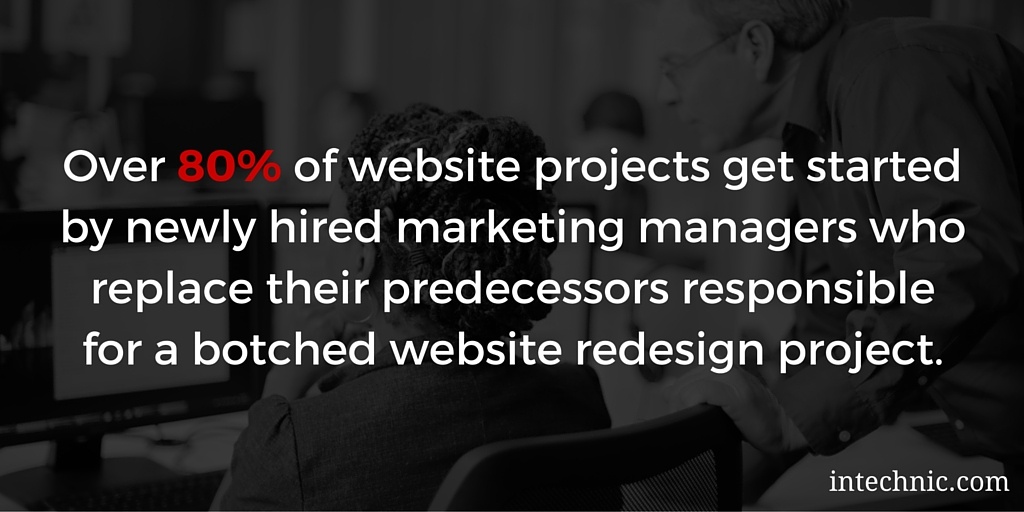 Over 80% of website projects get started
by newly hired marketing managers who
replace their predecessors responsible
for a botched website redesign project.
intechnic.com